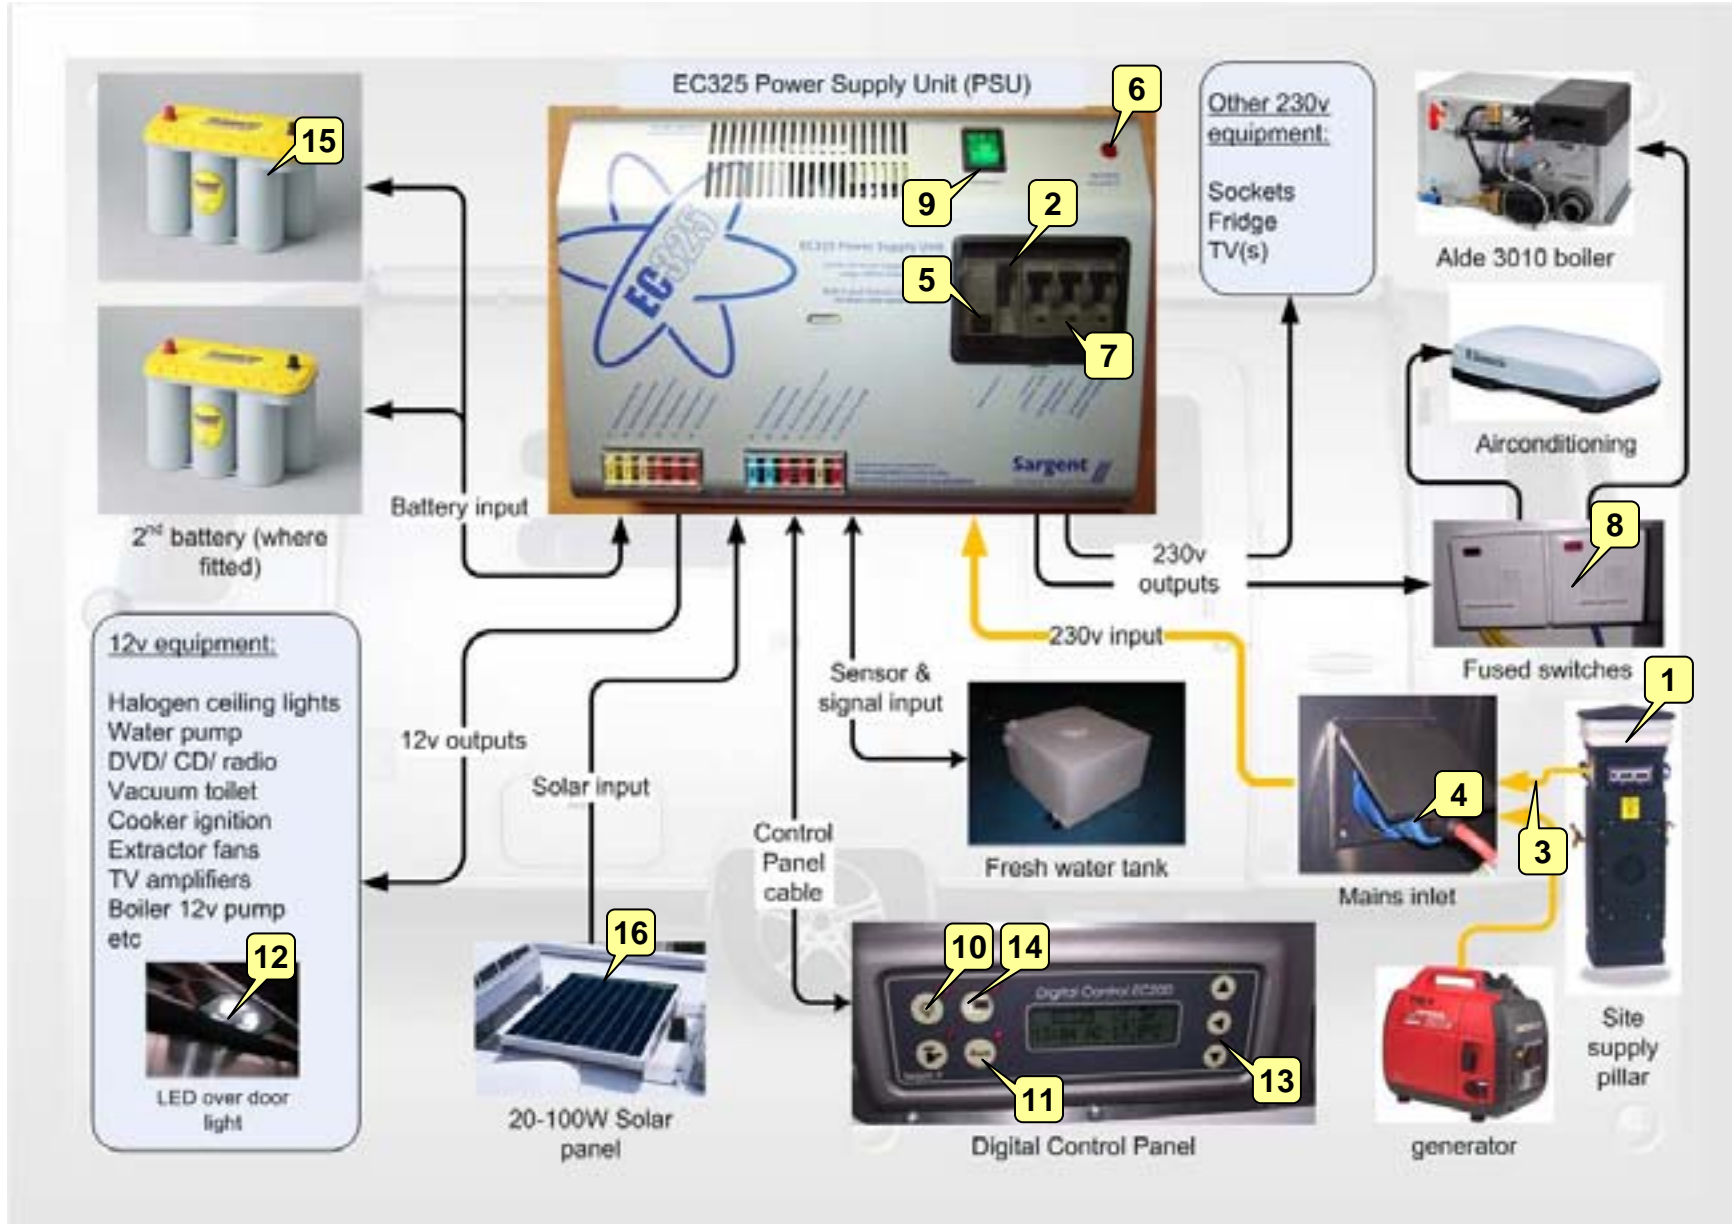 EC325 Power Supply Unit (PSU)
6
15
9
2
5
7
EC325
EC325 Power Supply Unit
Sargent
Other 230v
equipment:
Sockets
Fridge
TV(s)
Alde 3010 boiler
Airconditioning
8
Fused switches
Battery input
2nd battery (where
fitted)
230v
outputs
230v input
12v equipment:
Halogen ceiling lights
Water pump
DVD/ CD/ radio
Vacuum toilet
Cooker ignition
Extractor fans
TV amplifiers
Boiler 12v pump
etc
12
LED over door
light
12v outputs
Solar input
16
20-100W Solar
panel
Control
Panel
cable
Sensor &
signal input
Fresh water tank
4
Mains inlet
1
3
Site
supply
pillar
generator
10
14
Digital Control EC200
11
13
Digital Control Panel